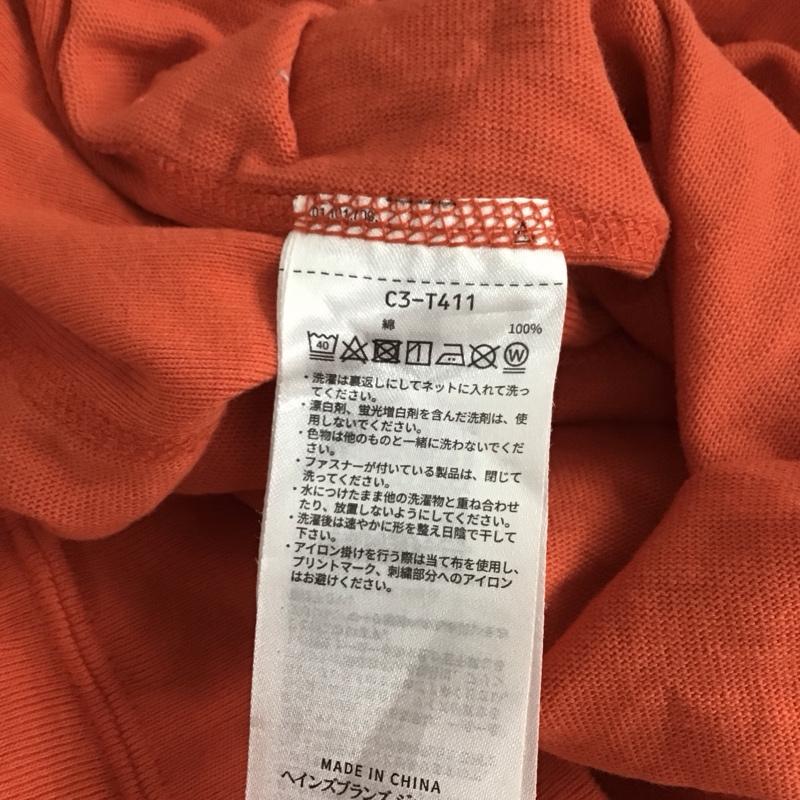 C3-T411
綿 100%
40
W
・洗濯は裏返しにしてネットに入れて洗っ
てください。
・漂白剤、蛍光増白剤を含んだ洗剤は、使
用しないでください。
・色物は他のものと一緒に洗わないでくだ
さい。
・ファスナーが付いている製品は、閉じて
洗ってください。
・水につけたまま他の洗濯物と重ね合わせ
たり、放置しないようにしてください。
・洗濯後は速やかに形を整え日陰で干して
下さい。
・アイロン掛けを行う際は当て布を使用し、
プリントマーク、刺繍部分へのアイロン
はお避けください。
MADE IN CHINA
ヘインズブランズ